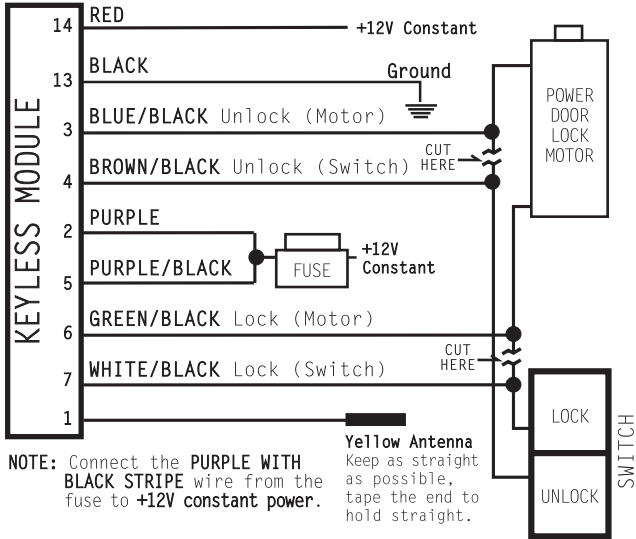 KEYLESS MODULE
14 RED
+12V Constant
13 BLACK
Ground
3 BLUE/BLACK Unlock (Motor)
CUT
HERE
4 BROWN/BLACK Unlock (Switch)
2 PURPLE
5 PURPLE/BLACK
FUSE
+12V
Constant
6 GREEN/BLACK Lock (Motor)
CUT
HERE
7 WHITE/BLACK Lock (Switch)
1
POWER
DOOR
LOCK
MOTOR
LOCK
UNLOCK
SWITCH
Yellow Antenna
Keep as straight
as possible,
tape the end to
hold straight.
NOTE: Connect the PURPLE WITH
BLACK STRIPE wire from the
fuse to +12V constant power.